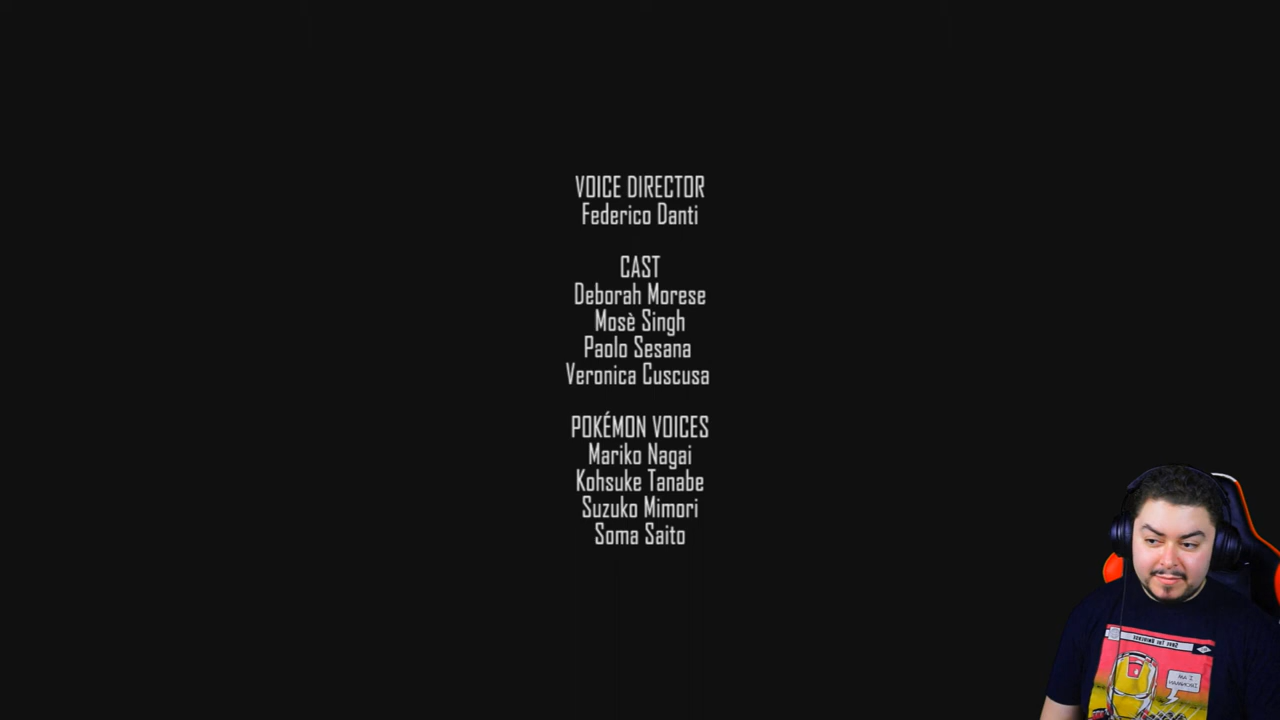 VOICE DIRECTOR
Federico Danti
CAST
Deborah Morese
Mosè Singh
Paolo Sesana
Veronica Cuscusa
POKÉMON VOICES
Mariko Nagai
Kohsuke Tanabe
Suzuko Mimori
Soma Saito